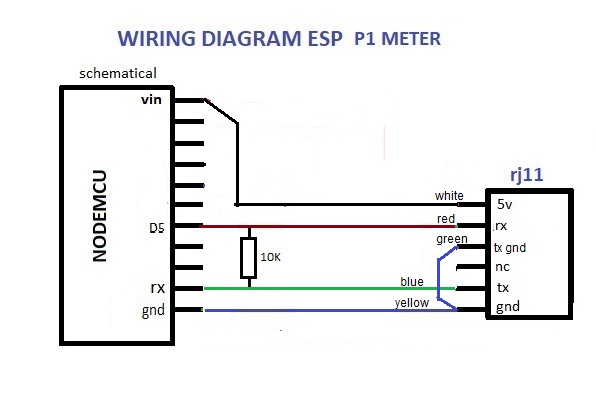 WIRING DIAGRAM ESP P1 METER
schematical
vin
NODEMCU
D5
rx
gnd
10K
white
red
green
blue
yellow
rj11
5v
rx
tx gnd
nc
tx
gnd